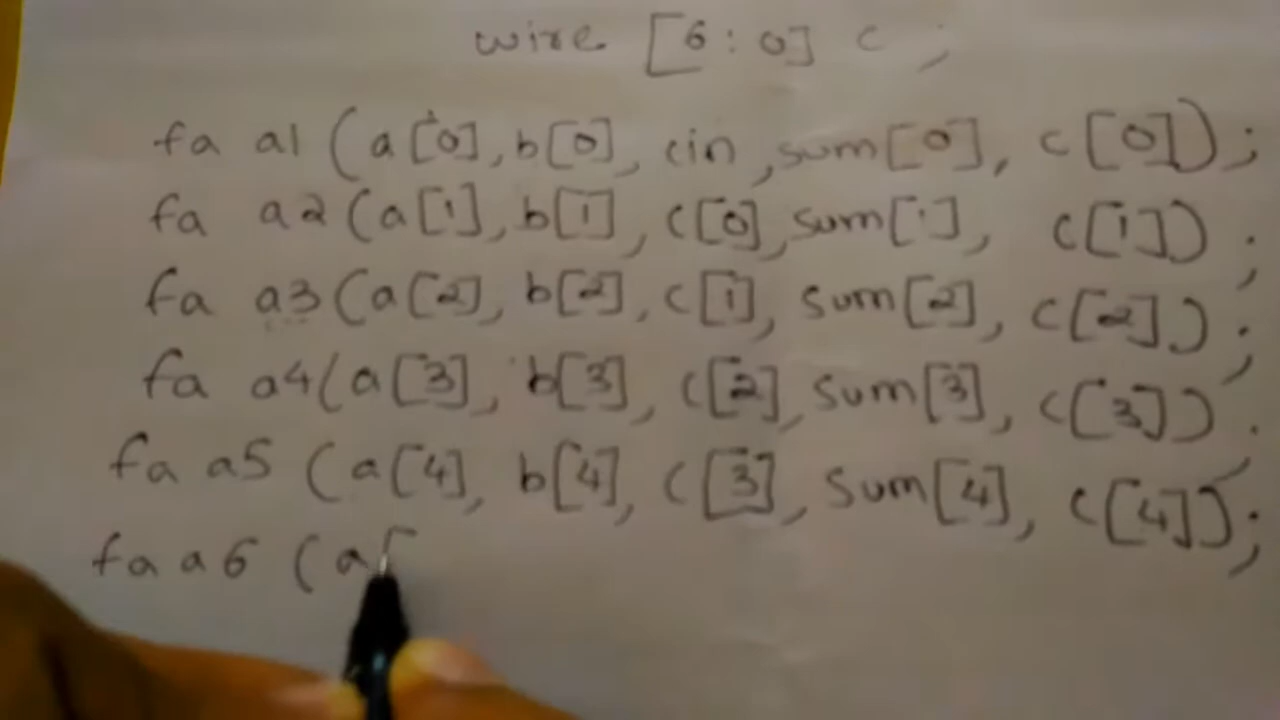 wire [6:0] c ;
fa a1 (a[0], b[0], cin, sum[0], c[0]);
fa a2 (a[1], b[1], c[0], sum[1], c[1]);
fa a3 (a[2], b[2], c[1], sum[2], c[2]);
fa a4 (a[3], b[3], c[2], sum[3], c[3]);
fa a5 (a[4], b[4], c[3], sum[4], c[4]);
fa a6 (a[